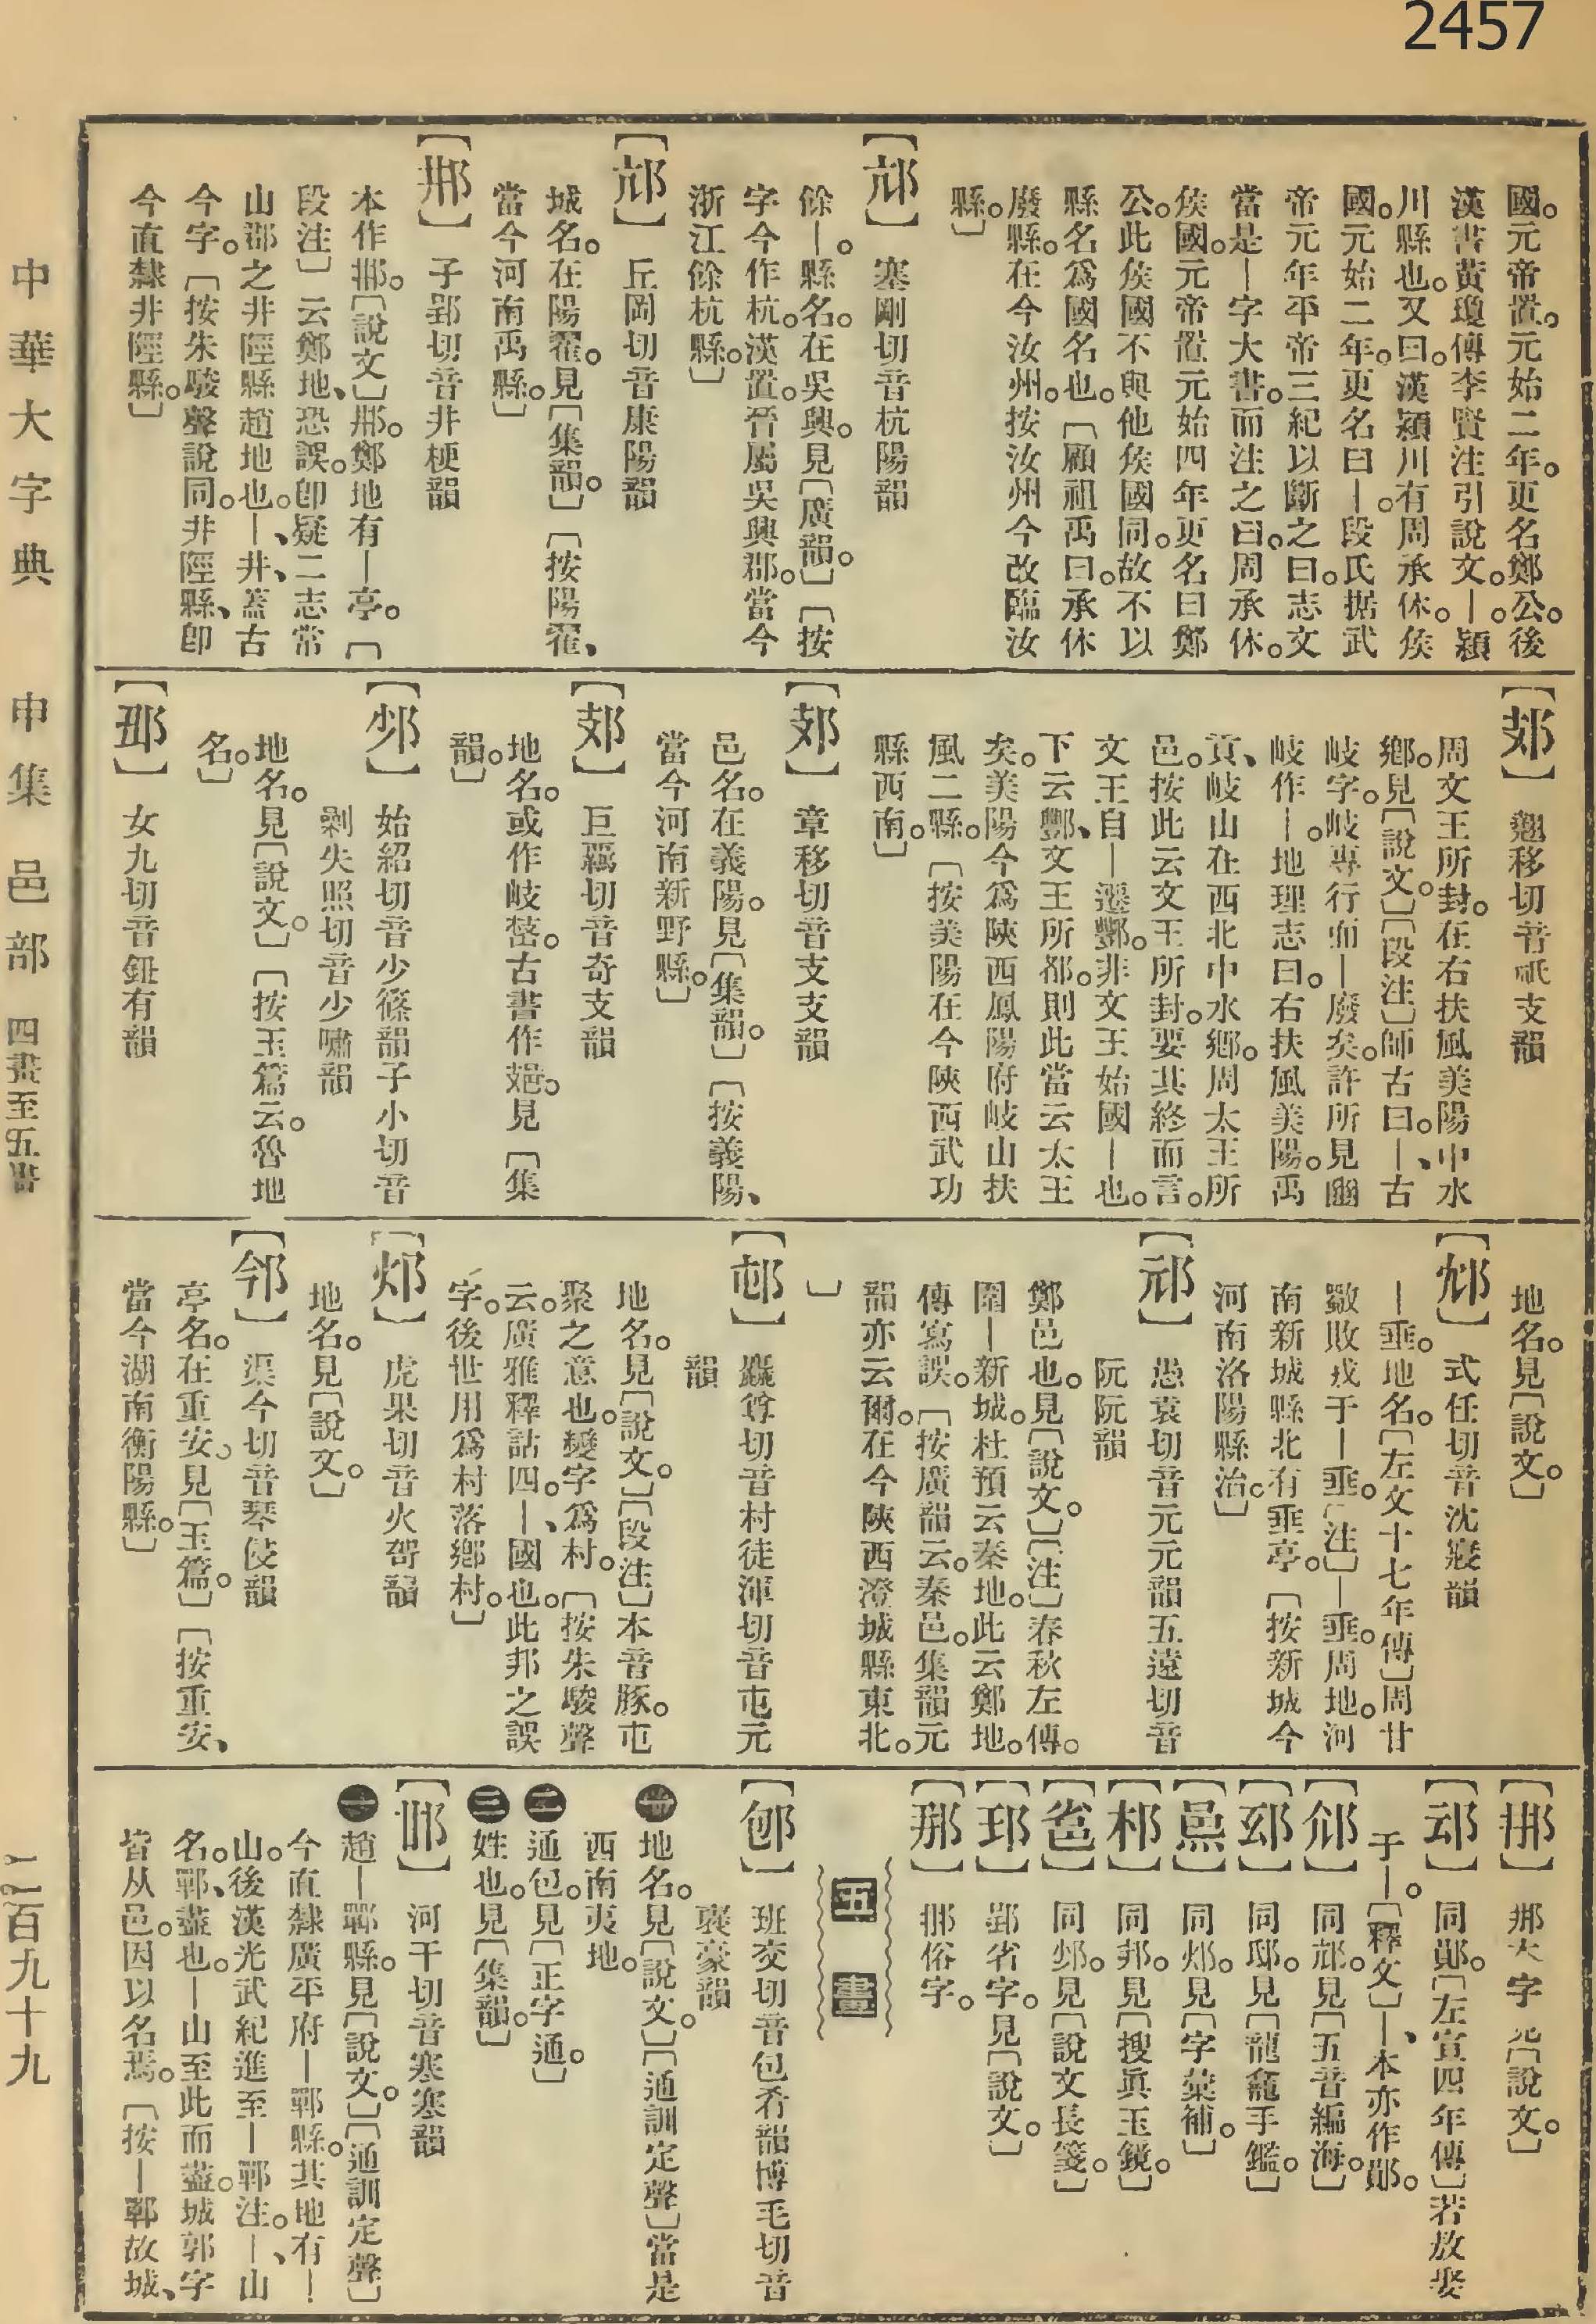 2457
國。元帝置。元始二年。更名鄭公。後
漢書黃瓊傳李賢注引說文。｜。潁
川縣也。又曰。漢潁川有周承休侯
國。元始二年。更名曰｜。段氏据武
帝元年平帝三紀以斷之曰。志文
當是｜字大書。而注之曰。周承休。
侯國。元帝置元始四年更名曰鄭
公。此侯國不與他侯國同。故不以
縣名爲國名也。〔顧祖禹曰。承休
廢縣。在今汝州。按汝州今改臨汝
縣。〕
【邟】　塞剛切音杭陽韻
餘｜。縣名。在吳興。見〔廣韻。〕〔按
字今作杭。漢置。晉屬吳興郡。當今
浙江餘杭縣。〕
【邟】　丘岡切音康陽韻
城名。在陽翟。見〔集韻。〕〔按陽翟、
當今河南禹縣。〕
【邢】　子郢切音井梗韻
本作郱。〔說文〕郱。鄭地有｜亭。〔
段注〕云鄭地、恐誤。卽疑二志常
山郡之井陘縣趙地也。｜、井、蓋古
今字。〔按朱駿聲說同。井陘縣、卽
今直隸井陘縣。〕
【郂】　翹移切音祇支韻
周文王所封。在右扶風美陽中水
鄕。見〔說文。〕〔段注〕師古曰。｜、古
岐字。岐專行而｜廢矣。許所見豳
岐作｜。地理志曰。右扶風美陽。禹
貢、岐山在西北中水鄕。周太王所
邑。按此云文王所封。要其終而言。
文王自｜遷酆。非文王始國｜也。
下云酆、文王所都。則此當云太王
矣。美陽今爲陝西鳳陽府岐山扶
風二縣。〔按美陽在今陝西武功
縣西南。〕
【郂】　章移切音支支韻
邑名。在義陽。見〔集韻。〕〔按義陽、
當今河南新野縣。〕
【郂】　巨羈切音奇支韻
地名。或作岐嵆。古書作𡺸。見〔集
韻。〕
【𨙹】　始紹切音少篠韻子小切音
剿失照切音少嘯韻
地名。見〔說文。〕〔按玉篇云。魯地
名。〕
【𨙻】　女九切音鈕有韻
地名。見〔說文。〕
【邥】　式任切音沈寢韻
｜垂。地名。〔左文十七年傳〕周甘
歜敗戎于｜垂。〔注〕｜垂。周地。河
南新城縣北有垂亭。〔按新城今
河南洛陽縣治。〕
【邧】　愚袁切音元元韻五遠切音
阮阮韻
鄭邑也。見〔說文。〕〔注〕春秋左傳。
圍｜新城。杜預云秦地。此云鄭地。
傳寫誤。〔按廣韻云。秦邑。集韻元
韻亦云爾。在今陝西澄城縣東北。
〕
【邨】　麤尊切音村徒渾切音屯元
韻
地名。見〔說文。〕〔段注〕本音豚。屯
聚之意也。變字爲村。〔按朱駿聲
云。廣雅釋詁四。｜、國也。此邦之誤
字。後世用爲村落鄕村。〕
【𨙪】　虎果切音火哿韻
地名。見〔說文。〕
【𨙽】　渠今切音琴侵韻
亭名。在重安。見〔玉篇。〕〔按重安、
當今湖南衡陽縣。〕
【𨙷】　郱本字見〔說文。〕
【䢵】　同鄖。〔左宣四年傳〕若敖娶
于｜。〔釋文〕｜、本亦作鄖。
【𨙫】　同邟。見〔五音編海。〕
【𨙸】　同邸。見〔龍龕手鑑。〕
【𨛜】　同𨙪。見〔字彙補。〕
【邾】　同邦。見〔搜眞玉鏡。〕
【𨛍】　同𨙹。見〔說文長箋。〕
【邼】　郢省字。見〔說文。〕
【那】　𨙻俗字。
五畫
【𨚔】　班交切音包肴韻博毛切音
褒豪韻
㊀地名。見〔說文。〕〔通訓定聲〕當是
西南夷地。
㊁通包。見〔正字通。〕
㊂姓也。見〔集韻。〕
【邯】　河干切音寒寒韻
㊀趙｜鄲縣。見〔說文。〕〔通訓定聲〕
今直隸廣平府｜鄲縣。其地有｜
山。後漢光武紀進至｜鄲注。｜、山
名。鄲、盡也。｜山至此而盡。城郭字
皆从邑。因以名焉。〔按｜鄲故城、
中華大字典　申集　邑部　四畫至五畫　二百九十九